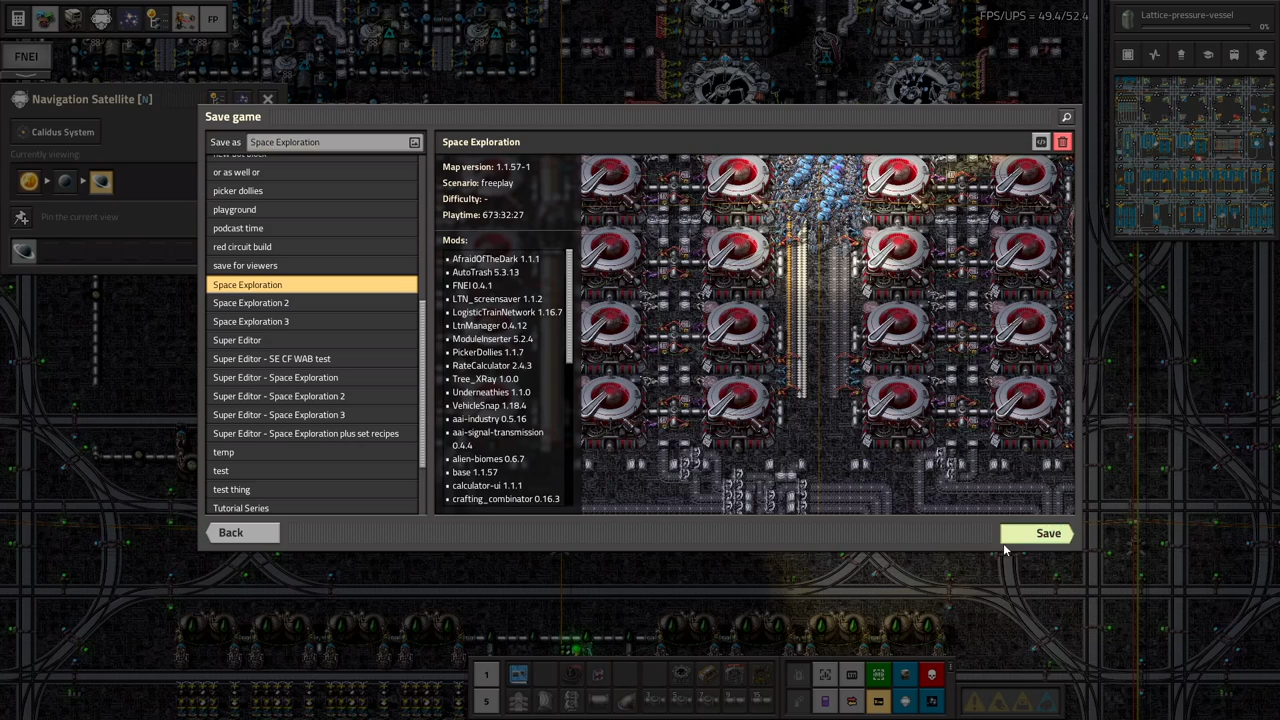 FP
FPS/UPS = 49.4/52.4
Lattice-pressure-vessel
0%
FNEI
Navigation Satellite [N]
Calidus System
Currently viewing:
Pin the current view
Save game
Save as
Space Exploration
new bot block
or as well or
picker dollies
playground
podcast time
red circuit build
save for viewers
Space Exploration
Space Exploration 2
Space Exploration 3
Super Editor
Super Editor - SE CF WAB test
Super Editor - Space Exploration
Super Editor - Space Exploration 2
Super Editor - Space Exploration 3
Super Editor - Space Exploration plus set recipes
temp
test
test thing
Tutorial Series
Space Exploration
Map version: 1.1.57-1
Scenario: freeplay
Difficulty: -
Playtime: 673:32:27
Mods:
▪ AfraidOfTheDark 1.1.1
▪ AutoTrash 5.3.13
▪ FNEI 0.4.1
▪ LTN_screensaver 1.1.2
▪ LogisticTrainNetwork 1.16.7
▪ LtnManager 0.4.12
▪ ModuleInserter 5.2.4
▪ PickerDollies 1.1.7
▪ RateCalculator 2.4.3
▪ Tree_XRay 1.0.0
▪ Underneathies 1.1.0
▪ VehicleSnap 1.18.4
▪ aai-industry 0.5.16
▪ aai-signal-transmission
0.4.4
▪ alien-biomes 0.6.7
▪ base 1.1.57
▪ calculator-ui 1.1.1
▪ crafting_combinator 0.16.3
Back
Save
1
5